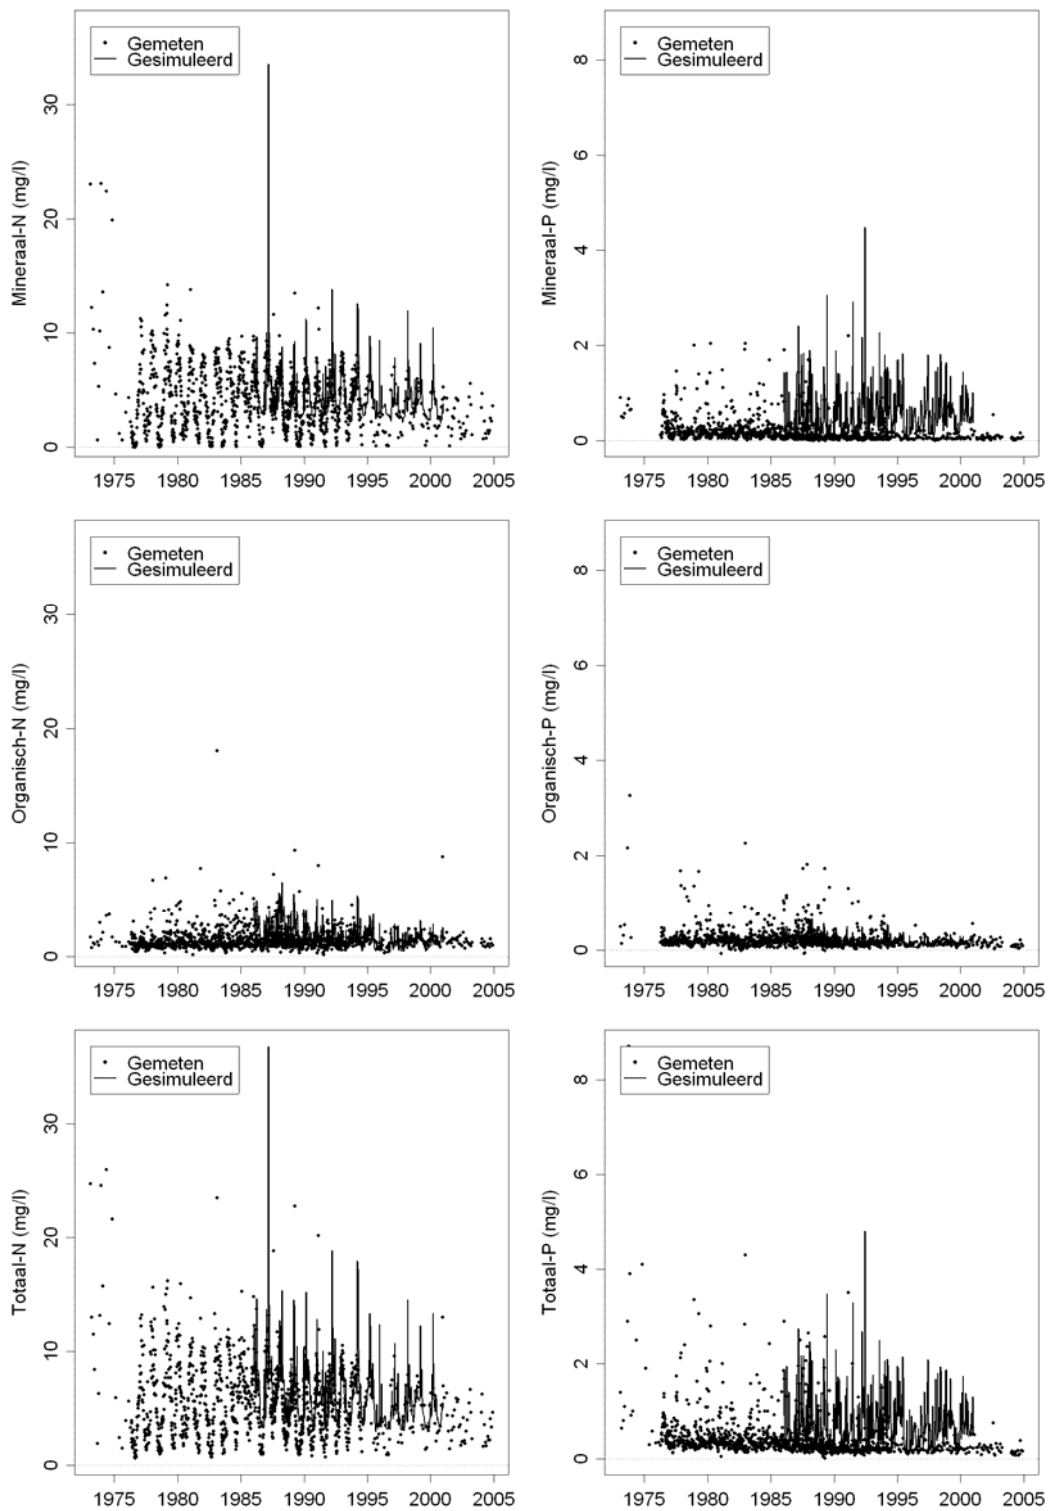 Gemeten
Gesimuleerd
Mineraal-N (mg/l)
0 10 20 30
1975 1980 1985 1990 1995 2000 2005
Gemeten
Gesimuleerd
Mineraal-P (mg/l)
0 2 4 6 8
1975 1980 1985 1990 1995 2000 2005
Gemeten
Gesimuleerd
Organisch-N (mg/l)
0 10 20 30
1975 1980 1985 1990 1995 2000 2005
Gemeten
Gesimuleerd
Organisch-P (mg/l)
0 2 4 6 8
1975 1980 1985 1990 1995 2000 2005
Gemeten
Gesimuleerd
Totaal-N (mg/l)
0 10 20 30
1975 1980 1985 1990 1995 2000 2005
Gemeten
Gesimuleerd
Totaal-P (mg/l)
0 2 4 6 8
1975 1980 1985 1990 1995 2000 2005